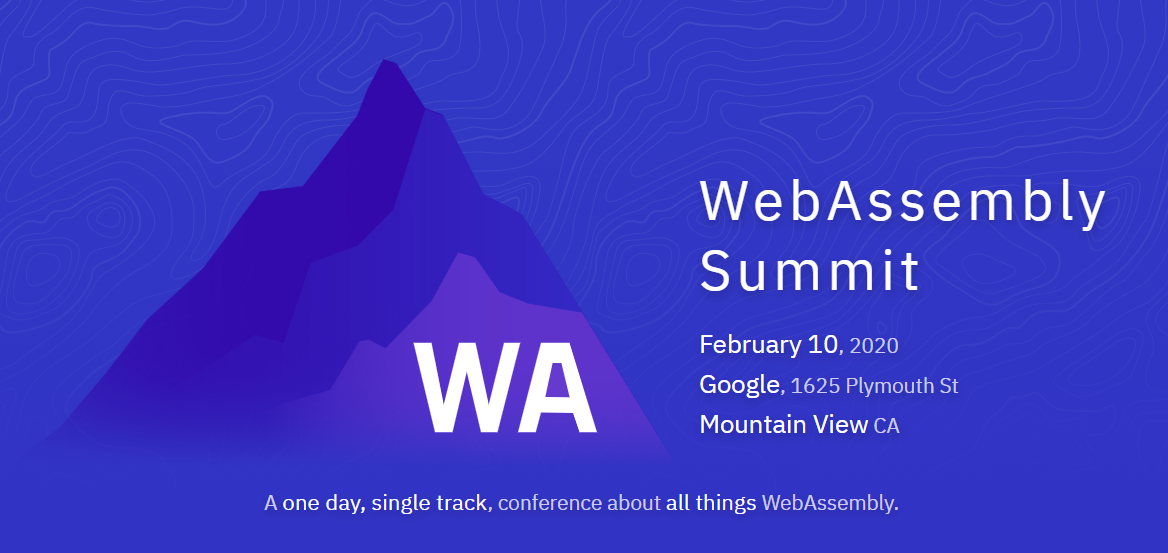 WebAssembly
Summit
February 10, 2020
Google, 1625 Plymouth St
Mountain View CA
WA
A one day, single track, conference about all things WebAssembly.